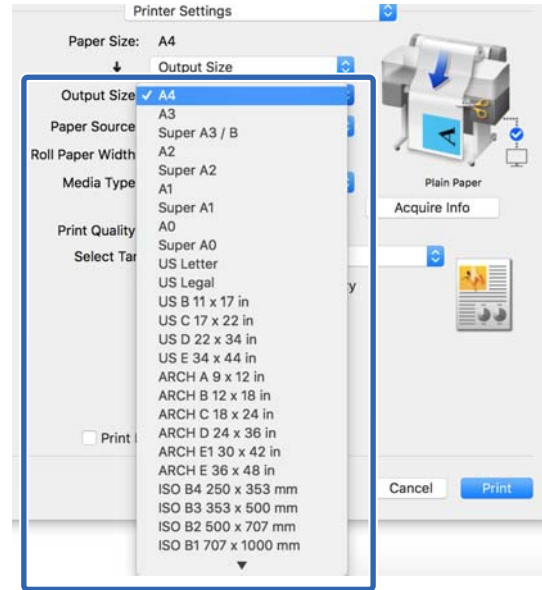 Printer Settings
Paper Size: A4
Output Size
Output Size ✓ A4
A3
Paper Source
Super A3 / B
A2
Roll Paper Width
Super A2
Media Type
A1
Plain Paper
Super A1
Acquire Info
A0
Print Quality
Super A0
Select Tar
US Letter
US Legal
y
US B 11 x 17 in
US C 17 x 22 in
US D 22 x 34 in
US E 34 x 44 in
ARCH A 9 x 12 in
ARCH B 12 x 18 in
ARCH C 18 x 24 in
ARCH D 24 x 36 in
Print
ARCH E1 30 x 42 in
ARCH E 36 x 48 in
ISO B4 250 x 353 mm
Cancel
Print
ISO B3 353 x 500 mm
ISO B2 500 x 707 mm
ISO B1 707 x 1000 mm